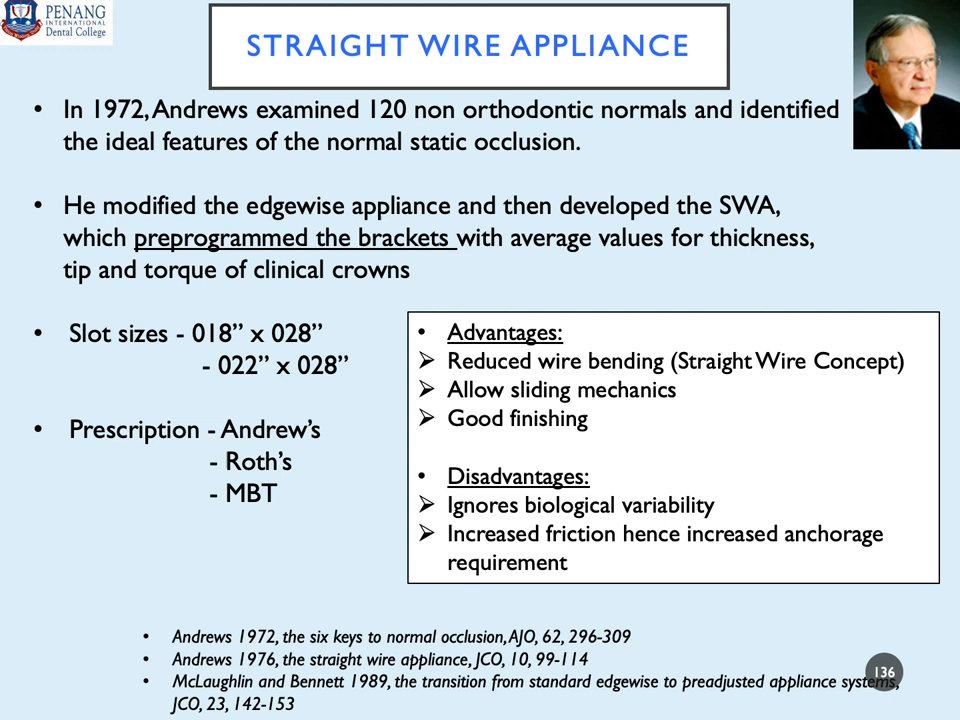 PENANG
INTERNATIONAL
Dental College
STRAIGHT WIRE APPLIANCE
• In 1972, Andrews examined 120 non orthodontic normals and identified
the ideal features of the normal static occlusion.
• He modified the edgewise appliance and then developed the SWA,
which preprogrammed the brackets with average values for thickness,
tip and torque of clinical crowns
• Slot sizes - 018” x 028”
- 022” x 028”
• Prescription - Andrew’s
- Roth’s
- MBT
• Advantages:
➢ Reduced wire bending (Straight Wire Concept)
➢ Allow sliding mechanics
➢ Good finishing
• Disadvantages:
➢ Ignores biological variability
➢ Increased friction hence increased anchorage
requirement
• Andrews 1972, the six keys to normal occlusion, AJO, 62, 296-309
• Andrews 1976, the straight wire appliance, JCO, 10, 99-114
• McLaughlin and Bennett 1989, the transition from standard edgewise to preadjusted appliance systems,
JCO, 23, 142-153
136